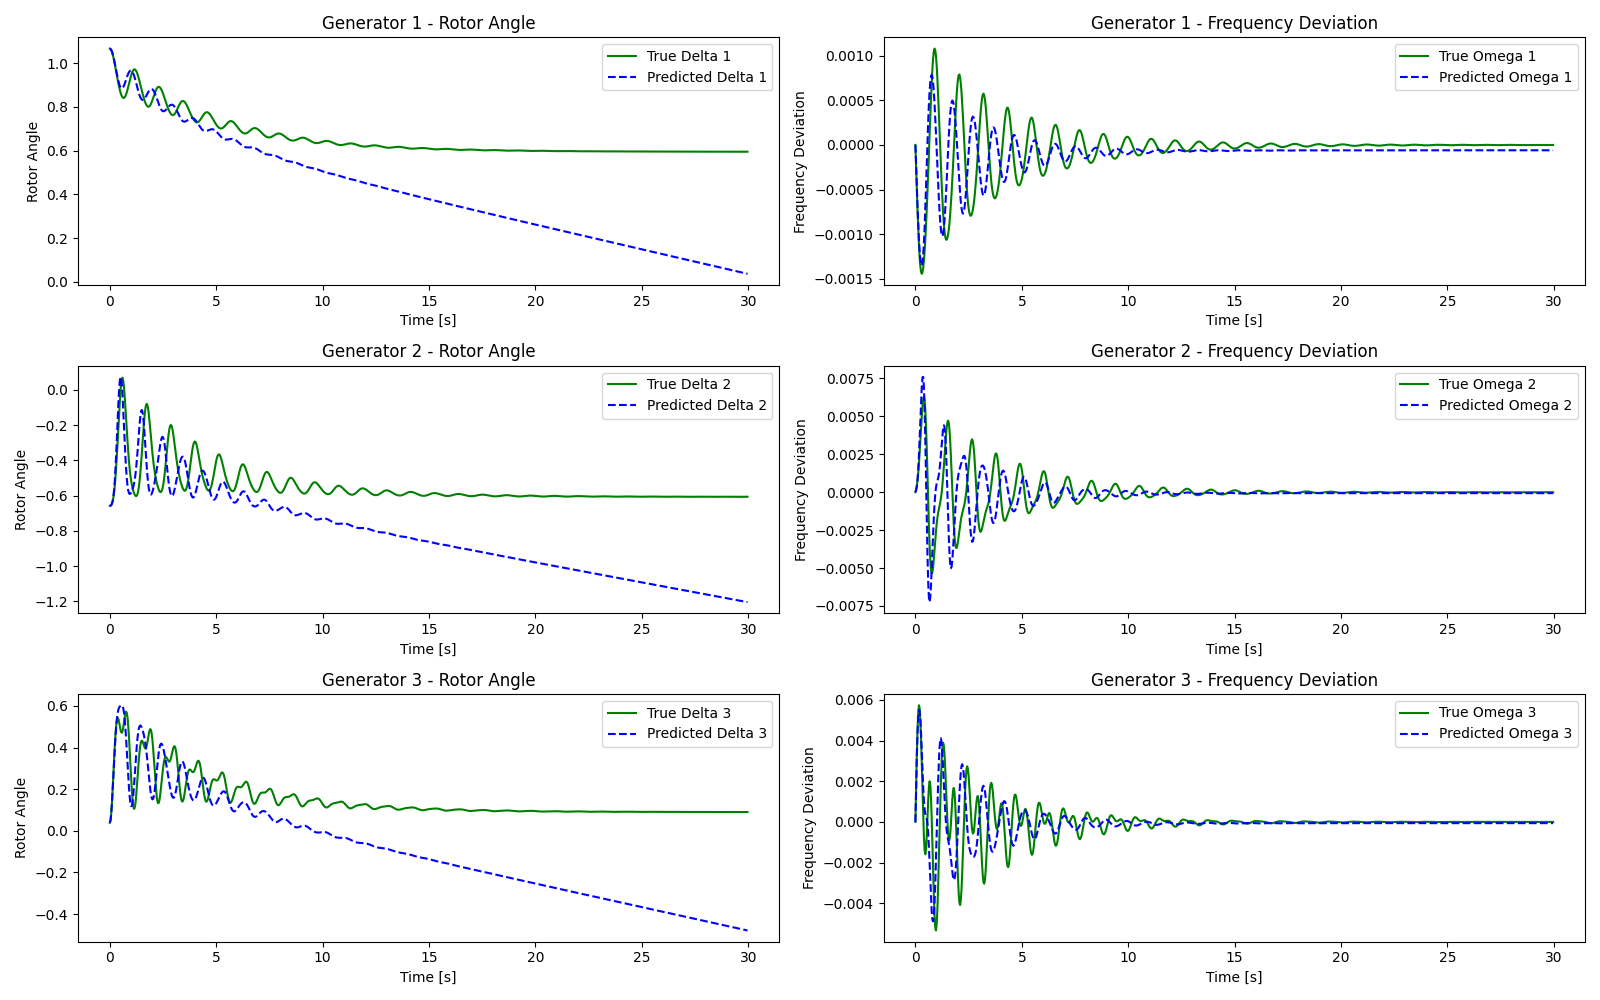 Generator 1 - Rotor Angle
Rotor Angle
1.0
0.8
0.6
0.4
0.2
0.0
True Delta 1
Predicted Delta 1
0 5 10 15 20 25 30
Time [s]
Generator 1 - Frequency Deviation
Frequency Deviation
0.0010
0.0005
0.0000
−0.0005
−0.0010
−0.0015
True Omega 1
Predicted Omega 1
0 5 10 15 20 25 30
Time [s]
Generator 2 - Rotor Angle
Rotor Angle
0.0
−0.2
−0.4
−0.6
−0.8
−1.0
−1.2
True Delta 2
Predicted Delta 2
0 5 10 15 20 25 30
Time [s]
Generator 2 - Frequency Deviation
Frequency Deviation
0.0075
0.0050
0.0025
0.0000
−0.0025
−0.0050
−0.0075
True Omega 2
Predicted Omega 2
0 5 10 15 20 25 30
Time [s]
Generator 3 - Rotor Angle
Rotor Angle
0.6
0.4
0.2
0.0
−0.2
−0.4
True Delta 3
Predicted Delta 3
0 5 10 15 20 25 30
Time [s]
Generator 3 - Frequency Deviation
Frequency Deviation
0.006
0.004
0.002
0.000
−0.002
−0.004
True Omega 3
Predicted Omega 3
0 5 10 15 20 25 30
Time [s]